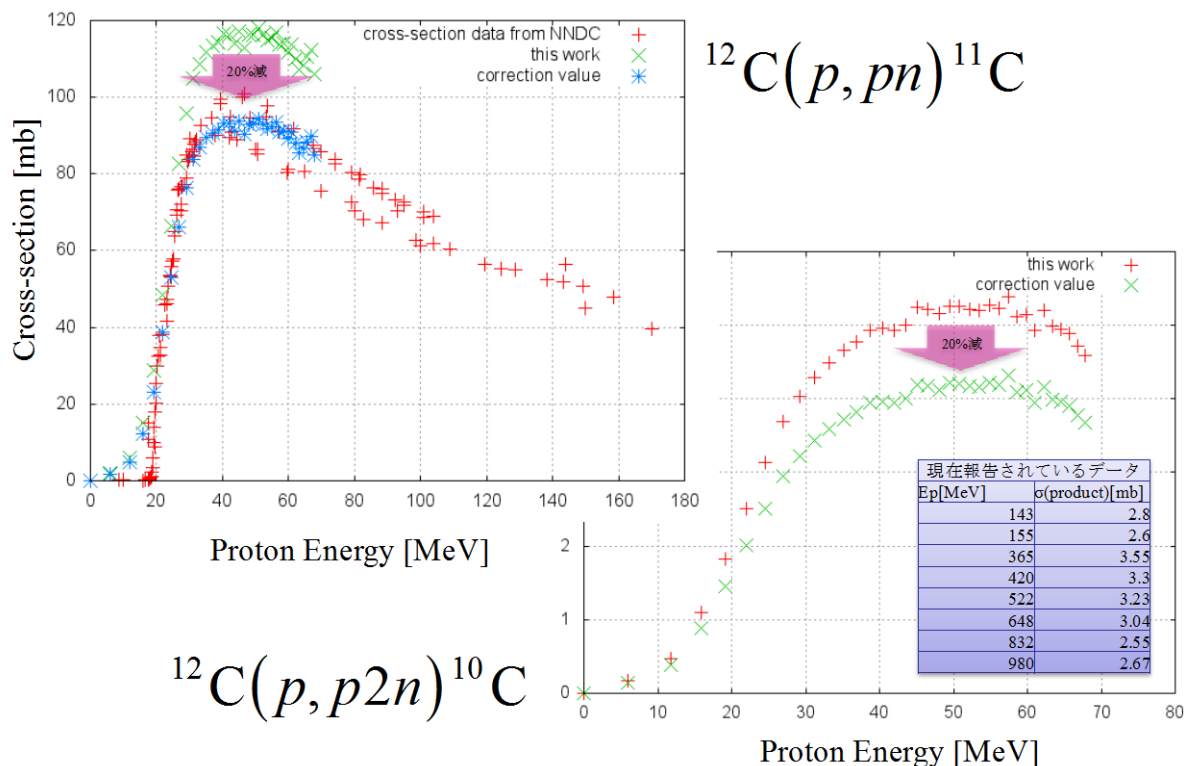 120
100
80
60
40
20
0
Cross-section [mb]
cross-section data from NNDC
this work
correction value
20%減
0 20 40 60 80 100 120 140 160 180
Proton Energy [MeV]
¹²C(p, pn)¹¹C
this work
correction value
20%減
2
1
0
現在報告されているデータ
Ep[MeV] σ(product)[mb]
143 2.8
155 2.6
365 3.55
420 3.3
522 3.23
648 3.04
832 2.55
980 2.67
0 10 20 30 40 50 60 70 80
Proton Energy [MeV]
¹²C(p, p2n)¹⁰C